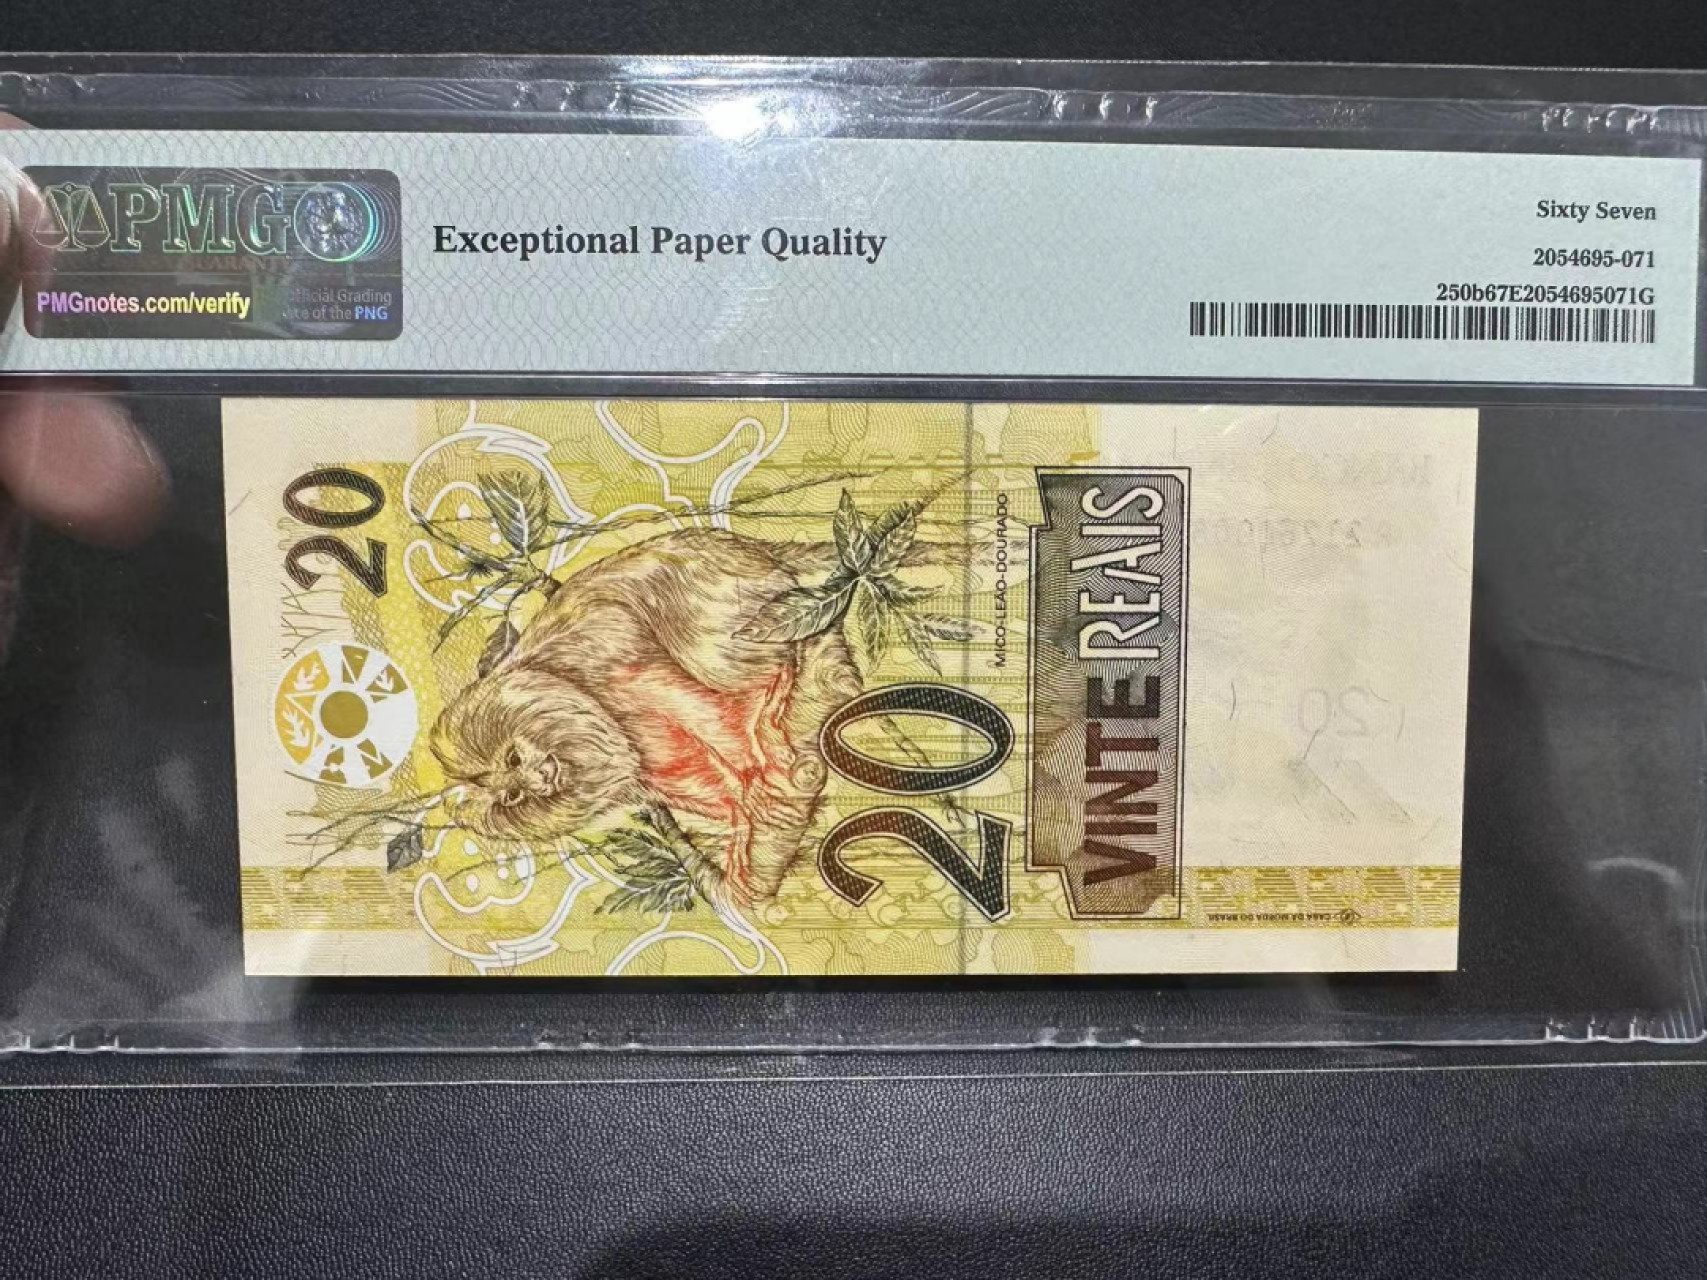 PMG
PMGnotes.com/verify
Official Grading
of the PNG
Exceptional Paper Quality
Sixty Seven
2054695-071
250b67E2054695071G
20
MICO-LEÃO-DOURADO
20
VINTE REAIS
CASA DA MOEDA DO BRASIL